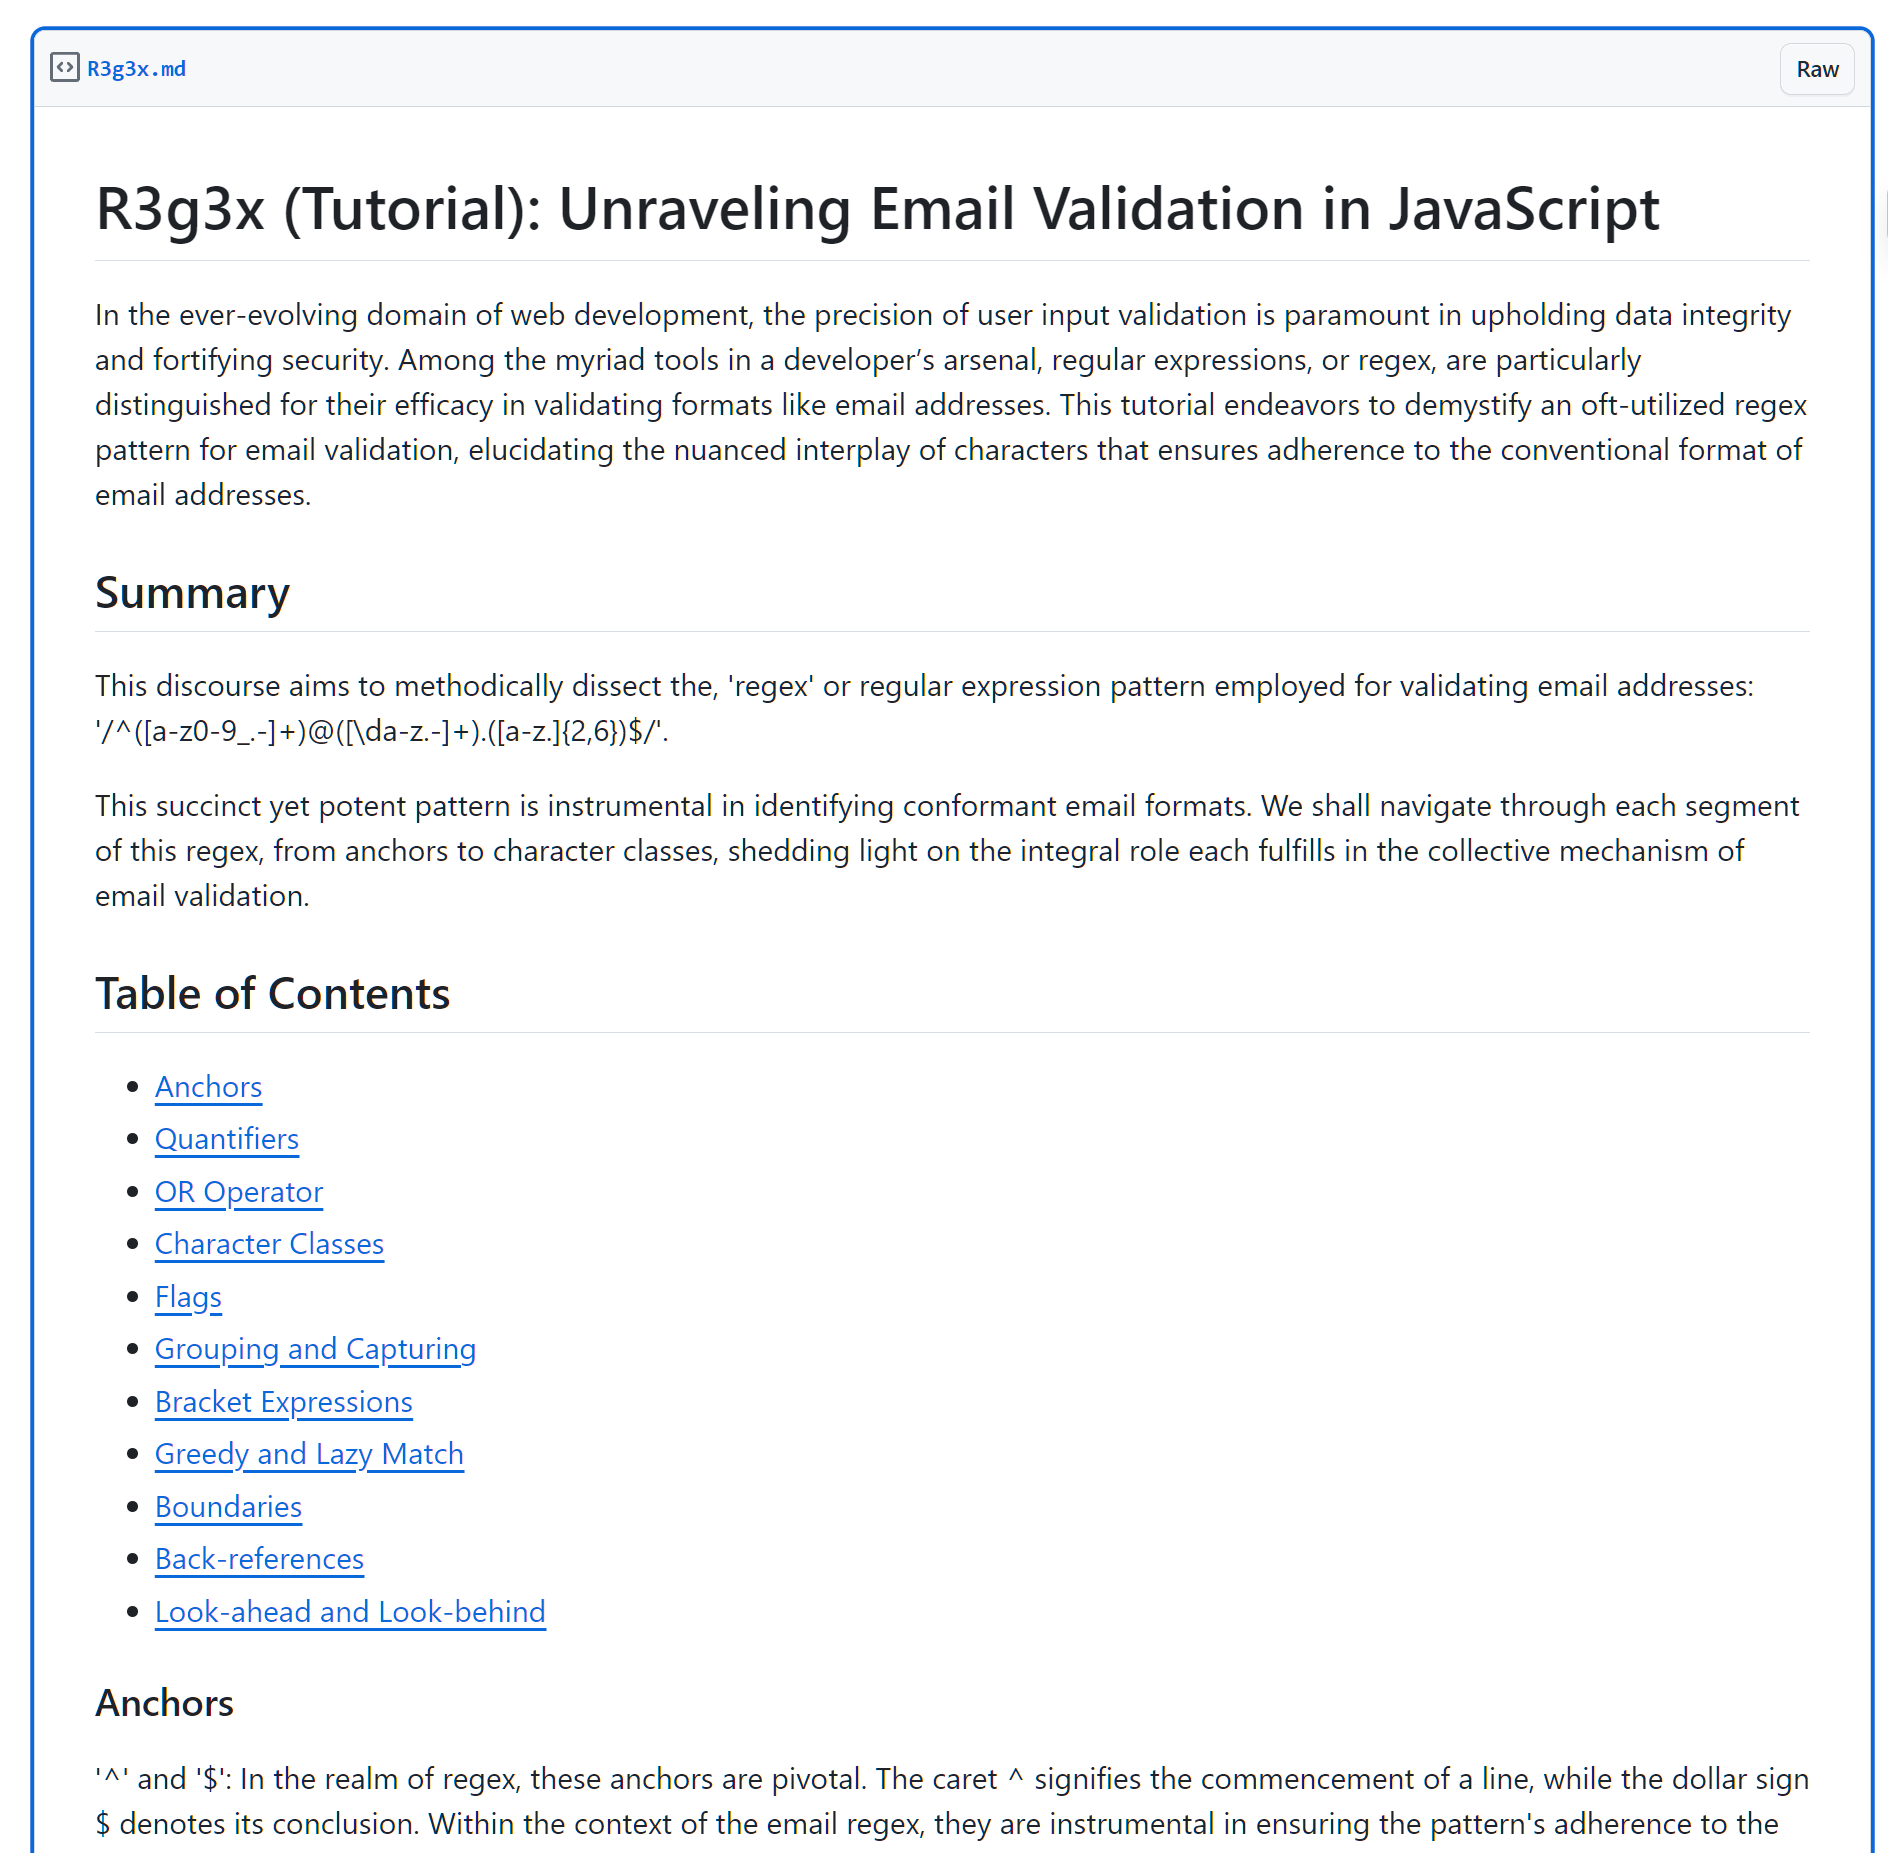 R3g3x.md
Raw
R3g3x (Tutorial): Unraveling Email Validation in JavaScript
In the ever-evolving domain of web development, the precision of user input validation is paramount in upholding data integrity
and fortifying security. Among the myriad tools in a developer’s arsenal, regular expressions, or regex, are particularly
distinguished for their efficacy in validating formats like email addresses. This tutorial endeavors to demystify an oft-utilized regex
pattern for email validation, elucidating the nuanced interplay of characters that ensures adherence to the conventional format of
email addresses.
Summary
This discourse aims to methodically dissect the, 'regex' or regular expression pattern employed for validating email addresses:
'/^([a-z0-9_.-]+)@([\da-z.-]+).([a-z.]{2,6})$/'.
This succinct yet potent pattern is instrumental in identifying conformant email formats. We shall navigate through each segment
of this regex, from anchors to character classes, shedding light on the integral role each fulfills in the collective mechanism of
email validation.
Table of Contents
Anchors
Quantifiers
OR Operator
Character Classes
Flags
Grouping and Capturing
Bracket Expressions
Greedy and Lazy Match
Boundaries
Back-references
Look-ahead and Look-behind
Anchors
'^' and '$': In the realm of regex, these anchors are pivotal. The caret ^ signifies the commencement of a line, while the dollar sign
$ denotes its conclusion. Within the context of the email regex, they are instrumental in ensuring the pattern's adherence to the